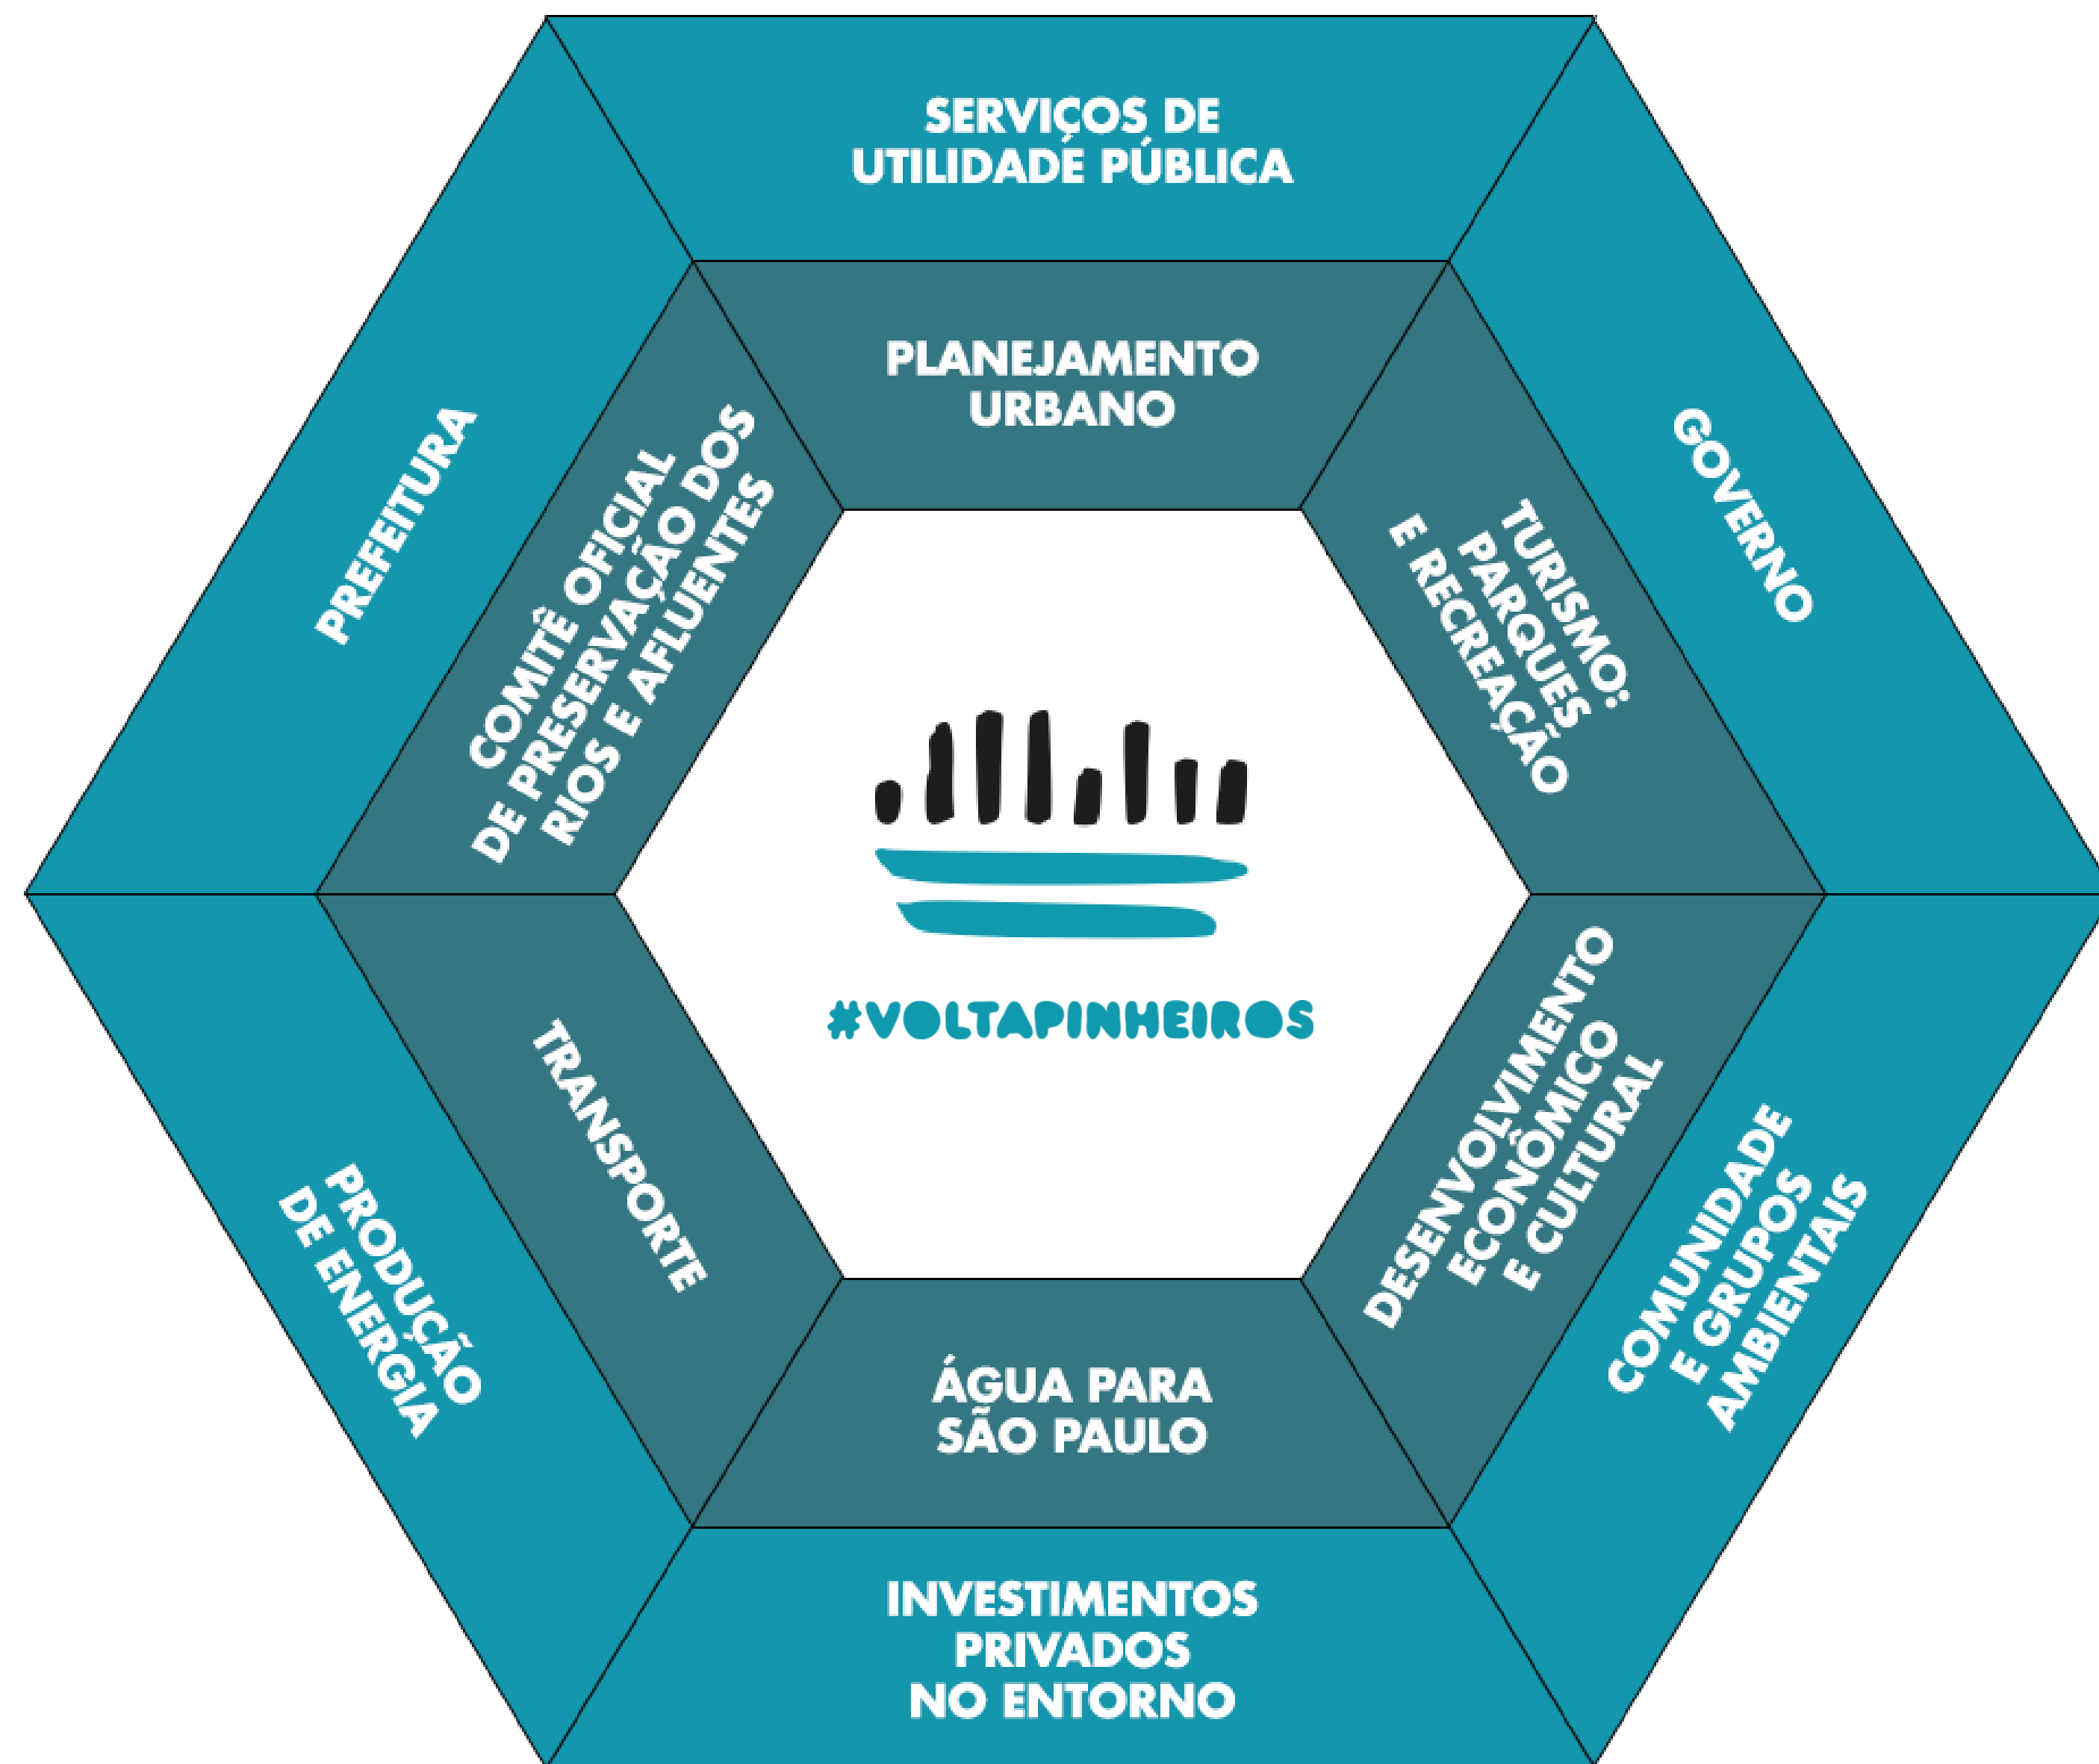 SERVIÇOS DE
UTILIDADE PÚBLICA
PLANEJAMENTO
URBANO
PREFEITURA
COMITÊ OFICIAL
DE PRESERVAÇÃO DOS
RIOS E AFLUENTES
TURISMO:
PARQUES
E RECREAÇÃO
GOVERNO
#VOLTAPINHEIROS
PRODUÇÃO
DE ENERGIA
TRANSPORTE
DESENVOLVIMENTO
ECONÔMICO
E CULTURAL
COMUNIDADE
E GRUPOS
AMBIENTAIS
ÁGUA PARA
SÃO PAULO
INVESTIMENTOS
PRIVADOS
NO ENTORNO